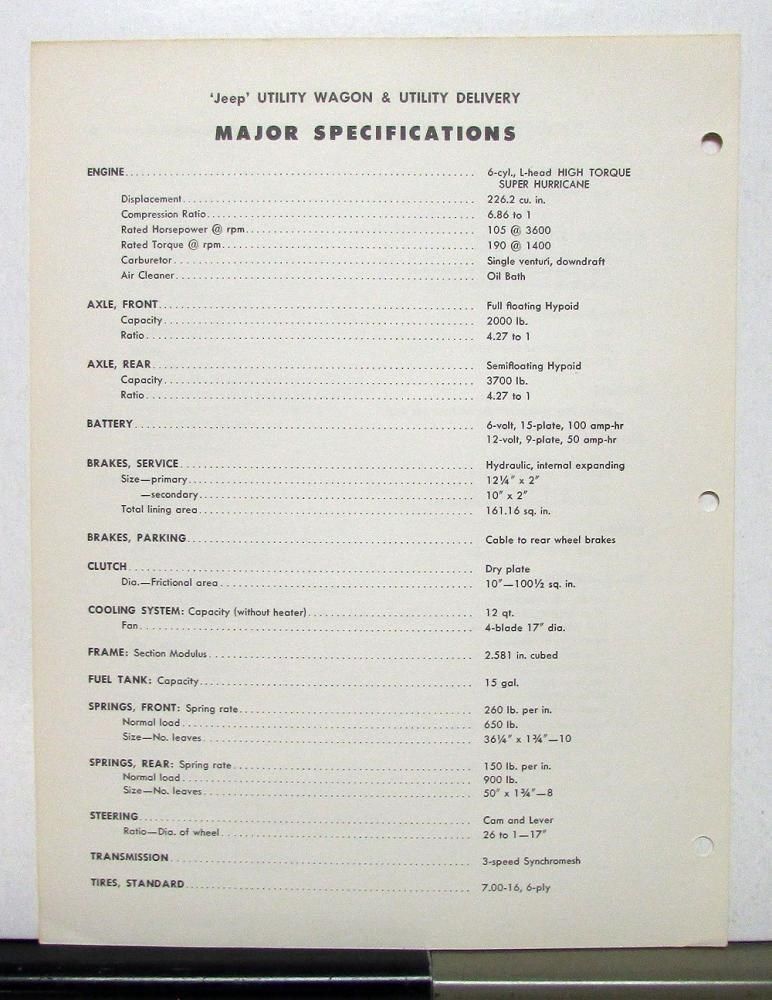 ‘Jeep’ UTILITY WAGON & UTILITY DELIVERY
MAJOR SPECIFICATIONS
ENGINE 6-cyl., L-head HIGH TORQUE
SUPER HURRICANE
Displacement 226.2 cu. in.
Compression Ratio 6.86 to 1
Rated Horsepower @ rpm 105 @ 3600
Rated Torque @ rpm 190 @ 1400
Carburetor Single venturi, downdraft
Air Cleaner Oil Bath
AXLE, FRONT Full floating Hypoid
Capacity 2000 lb.
Ratio 4.27 to 1
AXLE, REAR Semifloating Hypoid
Capacity 3700 lb.
Ratio 4.27 to 1
BATTERY 6-volt, 15-plate, 100 amp-hr
12-volt, 9-plate, 50 amp-hr
BRAKES, SERVICE Hydraulic, internal expanding
Size—primary 12¼″ x 2″
—secondary 10″ x 2″
Total lining area 161.16 sq. in.
BRAKES, PARKING Cable to rear wheel brakes
CLUTCH Dry plate
Dia.—Frictional area 10″—100½ sq. in.
COOLING SYSTEM: Capacity (without heater) 12 qt.
Fan 4-blade 17″ dia.
FRAME: Section Modulus 2.581 in. cubed
FUEL TANK: Capacity 15 gal.
SPRINGS, FRONT: Spring rate 260 lb. per in.
Normal load 650 lb.
Size—No. leaves 36¼″ x 1¾″—10
SPRINGS, REAR: Spring rate 150 lb. per in.
Normal load 900 lb.
Size—No. leaves 50″ x 1¾″—8
STEERING Cam and Lever
Ratio—Dia. of wheel 26 to 1—17″
TRANSMISSION 3-speed Synchromesh
TIRES, STANDARD 7.00-16, 6-ply